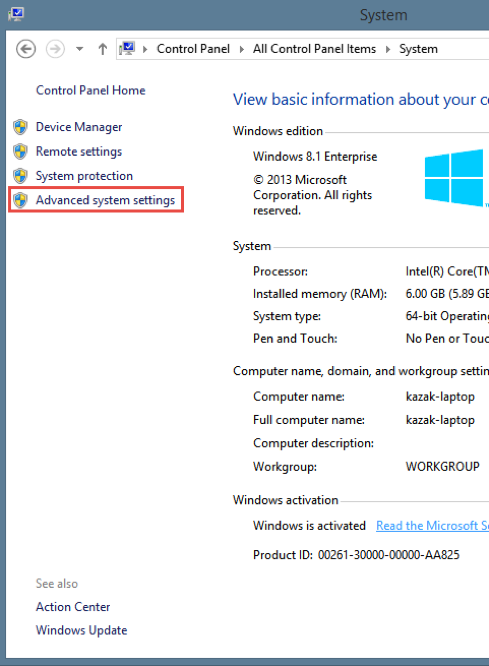 System
Control Panel All Control Panel Items System
Control Panel Home
Device Manager
Remote settings
System protection
Advanced system settings
View basic information about your c
Windows edition
Windows 8.1 Enterprise
© 2013 Microsoft
Corporation. All rights
reserved.
System
Processor: Intel(R) Core(TM
Installed memory (RAM): 6.00 GB (5.89 GB
System type: 64-bit Operating
Pen and Touch: No Pen or Touc
Computer name, domain, and workgroup settin
Computer name: kazak-laptop
Full computer name: kazak-laptop
Computer description:
Workgroup: WORKGROUP
Windows activation
Windows is activated Read the Microsoft So
Product ID: 00261-30000-00000-AA825
See also
Action Center
Windows Update